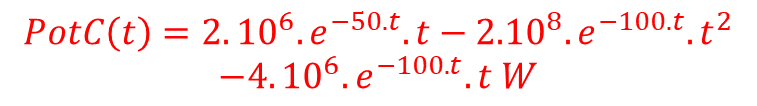 PotC(t) = 2. 10⁶. e⁻⁵⁰·ᵗ. t − 2.10⁸. e⁻¹⁰⁰·ᵗ. t²
−4. 10⁶. e⁻¹⁰⁰·ᵗ. t W